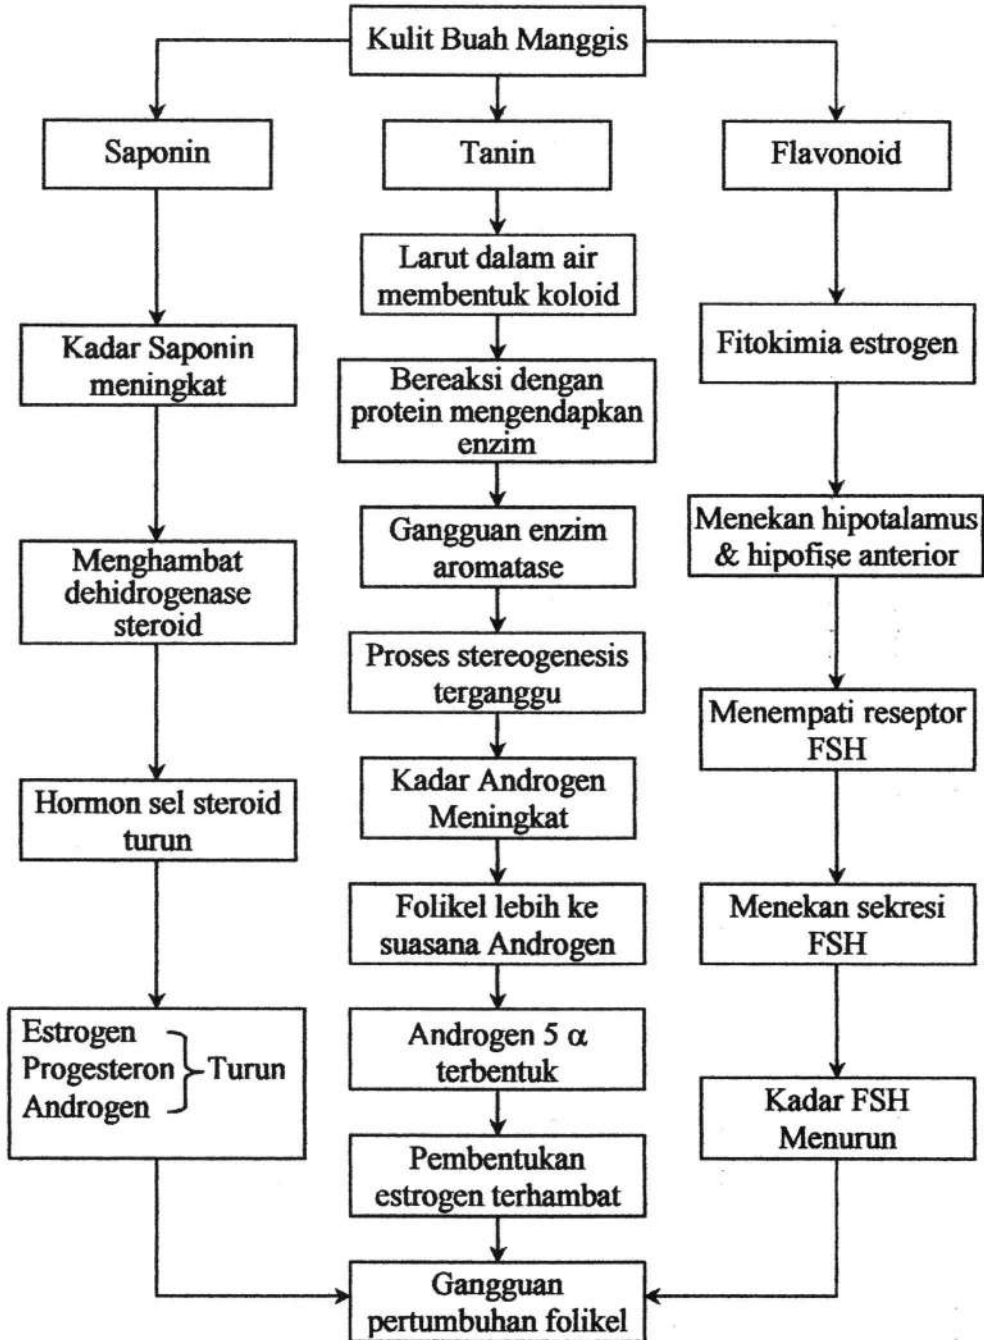 Kulit Buah Manggis
Saponin
Tanin
Flavonoid
Larut dalam air
membentuk koloid
Kadar Saponin
meningkat
Fitokimia estrogen
Bereaksi dengan
protein mengendapkan
enzim
Menghambat
dehidrogenase
steroid
Gangguan enzim
aromatase
Menekan hipotalamus
& hipofise anterior
Proses stereogenesis
terganggu
Menempati reseptor
FSH
Hormon sel steroid
turun
Kadar Androgen
Meningkat
Folikel lebih ke
suasana Androgen
Menekan sekresi
FSH
Estrogen
Progesteron Turun
Androgen
Androgen 5 α
terbentuk
Kadar FSH
Menurun
Pembentukan
estrogen terhambat
Gangguan
pertumbuhan folikel